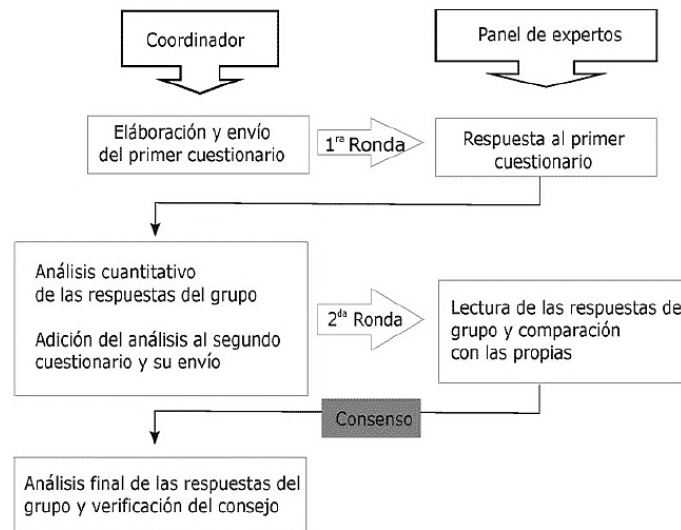 Coordinador
Panel de expertos
Eláboración y envío
del primer cuestionario
1ra Ronda
Respuesta al primer
cuestionario
Análisis cuantitativo
de las respuestas del grupo
Adición del análisis al segundo
cuestionario y su envío
2da Ronda
Lectura de las respuestas de
grupo y comparación
con las propias
Consenso
Análisis final de las respuestas del
grupo y verificación del consejo